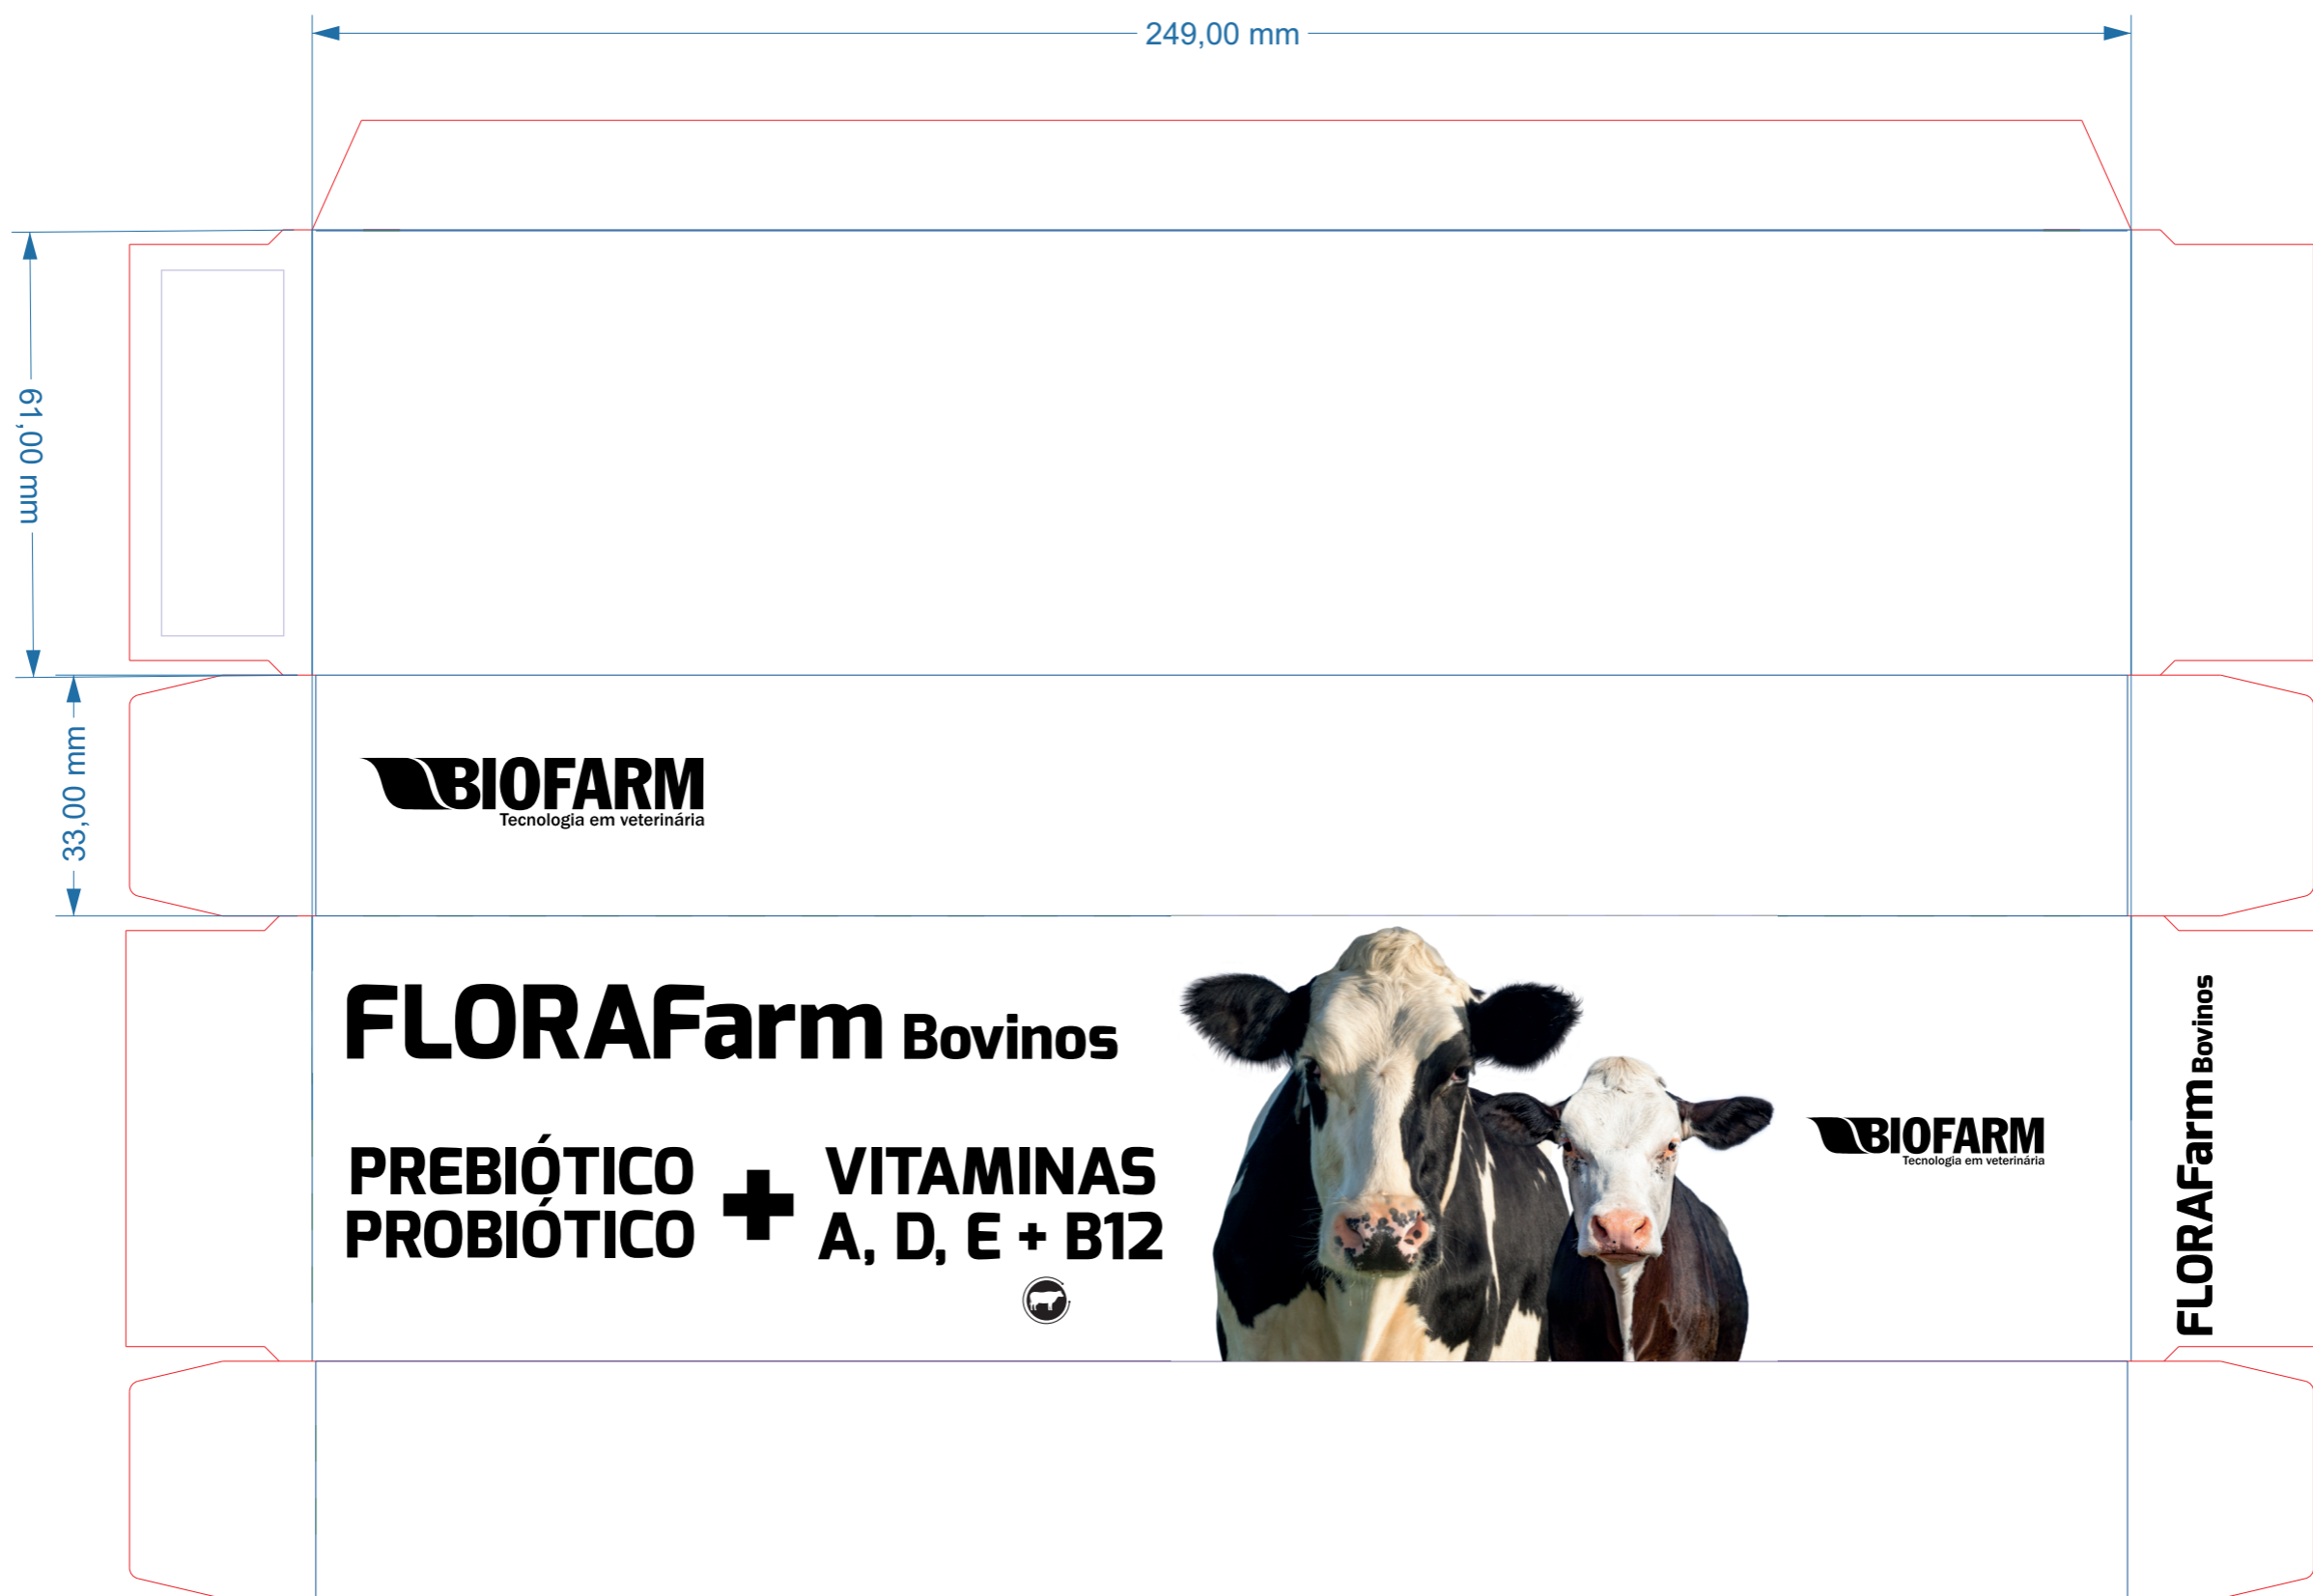 249,00 mm
61,00 mm
33,00 mm
BIOFARM
Tecnologia em veterinária
FLORAFarm Bovinos
PREBIÓTICO
PROBIÓTICO
+
VITAMINAS
A, D, E + B12
BIOFARM
Tecnologia em veterinária
FLORAFarm Bovinos